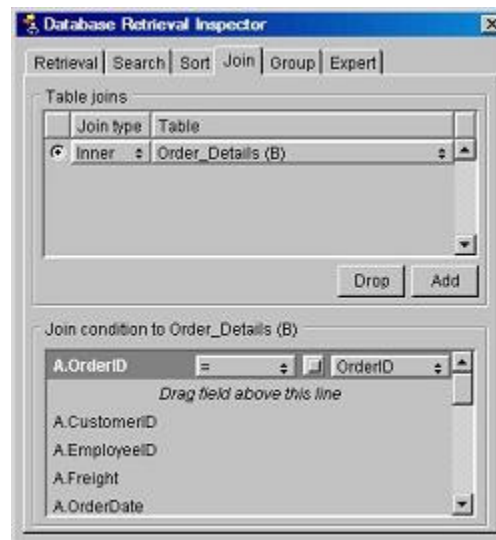 Database Retrieval Inspector
Retrieval Search Sort Join Group Expert
Table joins
Join type Table
Inner Order_Details (B)
Drop Add
Join condition to Order_Details (B)
A.OrderID = OrderID
Drag field above this line
A.CustomerID
A.EmployeeID
A.Freight
A.OrderDate